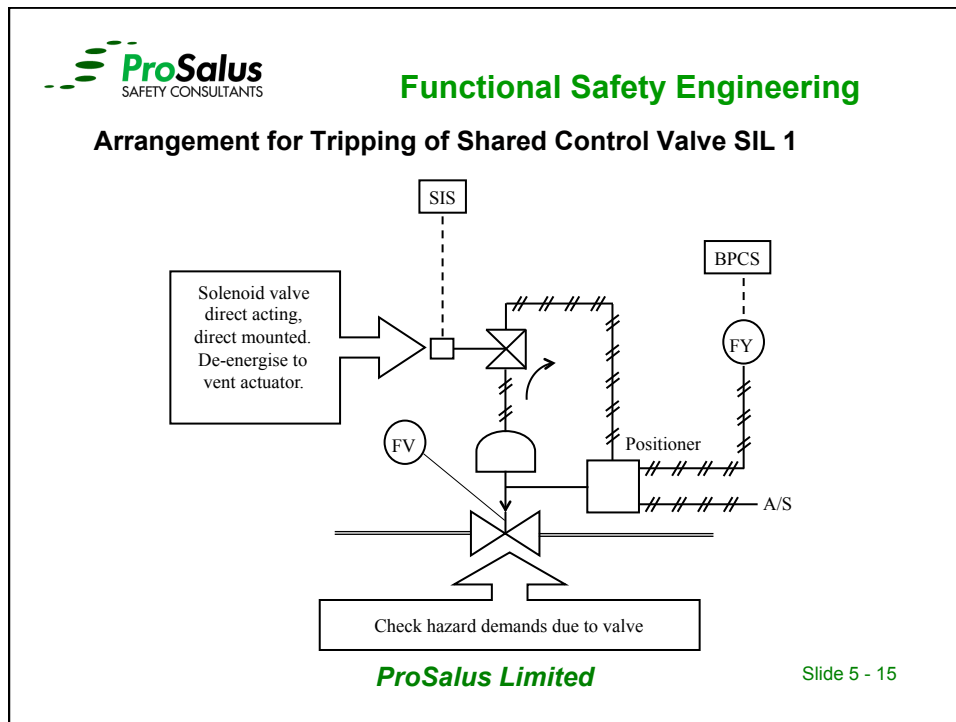 ProSalus
SAFETY CONSULTANTS
Functional Safety Engineering
Arrangement for Tripping of Shared Control Valve SIL 1
SIS
BPCS
Solenoid valve
direct acting,
direct mounted.
De-energise to
vent actuator.
FY
FV
Positioner
A/S
Check hazard demands due to valve
ProSalus Limited
Slide 5 - 15